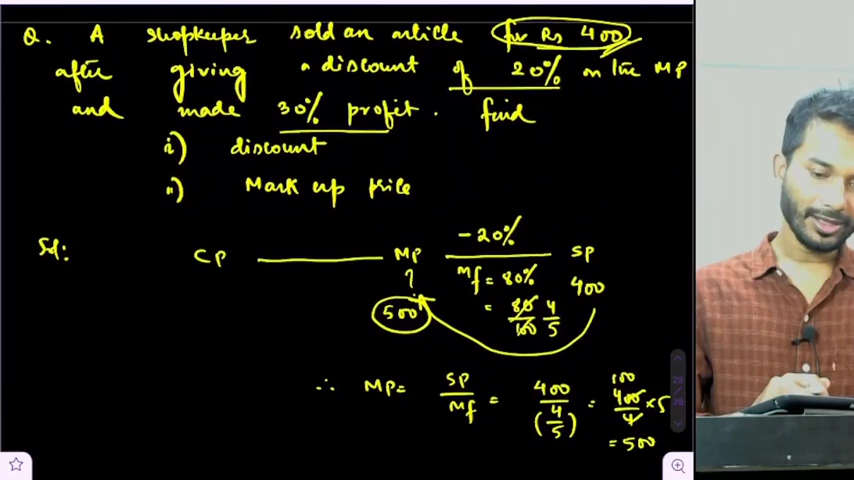 Q. A shopkeeper sold an article for Rs 400
after giving a discount of 20% on the MP
and made 30% profit. find
i) discount
ii) Mark up price
Sol: CP MP -20% SP
? Mf = 80% 400
500 = 80/100 4/5
∴ MP = SP/Mf = 400/(4/5) = 400/4 × 5
100
= 500